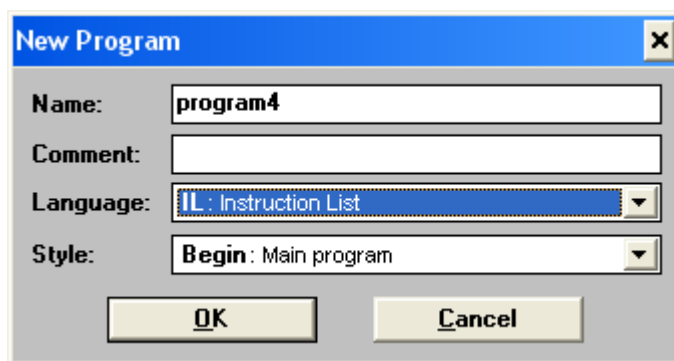 New Program
Name: program4
Comment:
Language: IL : Instruction List
Style: Begin : Main program
OK Cancel